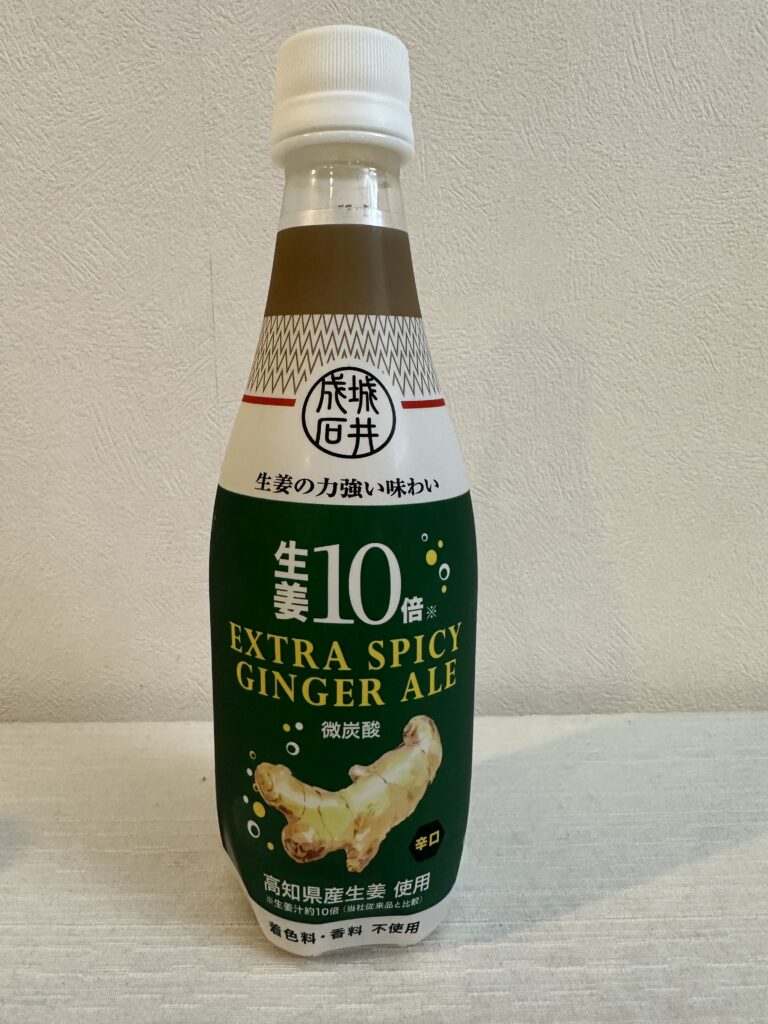 成城
石井
生姜の力強い味わい
生姜10倍※
EXTRA SPICY
GINGER ALE
微炭酸
辛口
高知県産生姜 使用
※生姜汁約10倍（当社従来品と比較）
着色料・香料 不使用